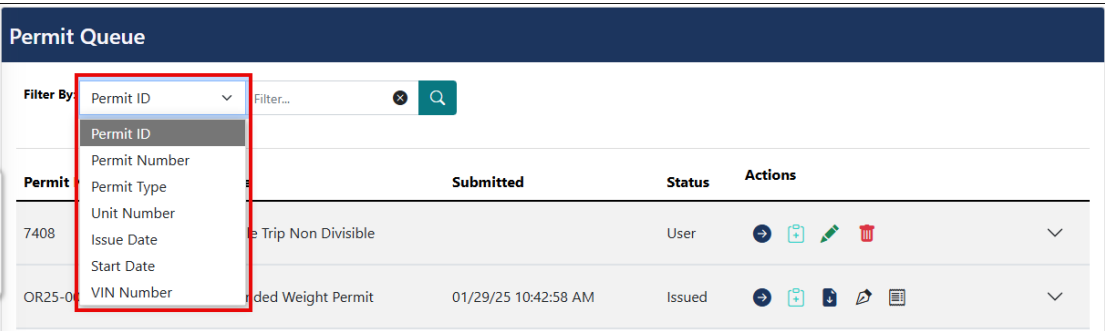 Permit Queue
Filter By: Permit ID Filter...
Permit ID
Permit Number
Permit Type
Unit Number
Issue Date
Start Date
VIN Number
Permit Submitted Status Actions
7408 Trip Non Divisible User
OR25-00 Weight Permit 01/29/25 10:42:58 AM Issued